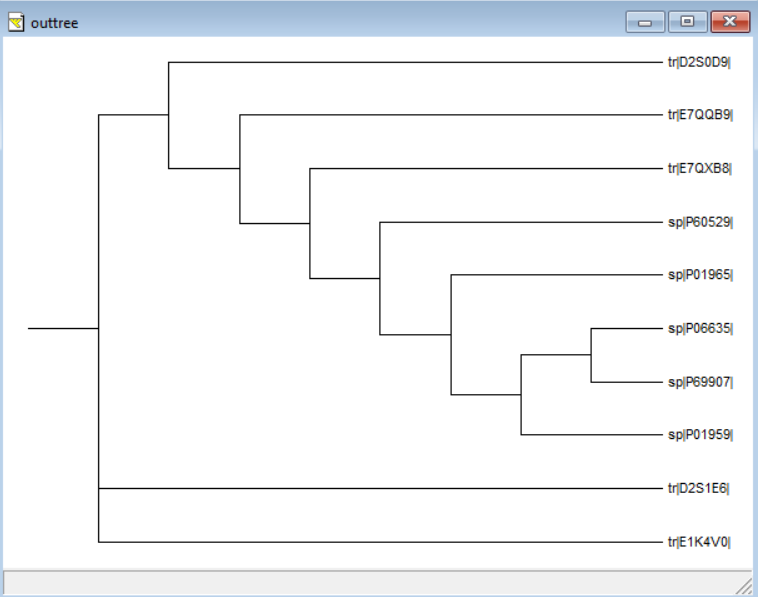 outtree
tr|D2S0D9|
tr|E7QQB9|
tr|E7QXB8|
sp|P60529|
sp|P01965|
sp|P06635|
sp|P69907|
sp|P01959|
tr|D2S1E6|
tr|E1K4V0|